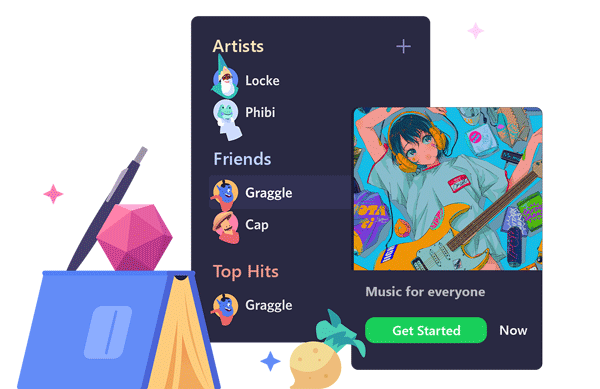 Artists
Locke
Phibi
Friends
Graggle
Cap
Top Hits
Graggle
Music for everyone
Get Started
Now